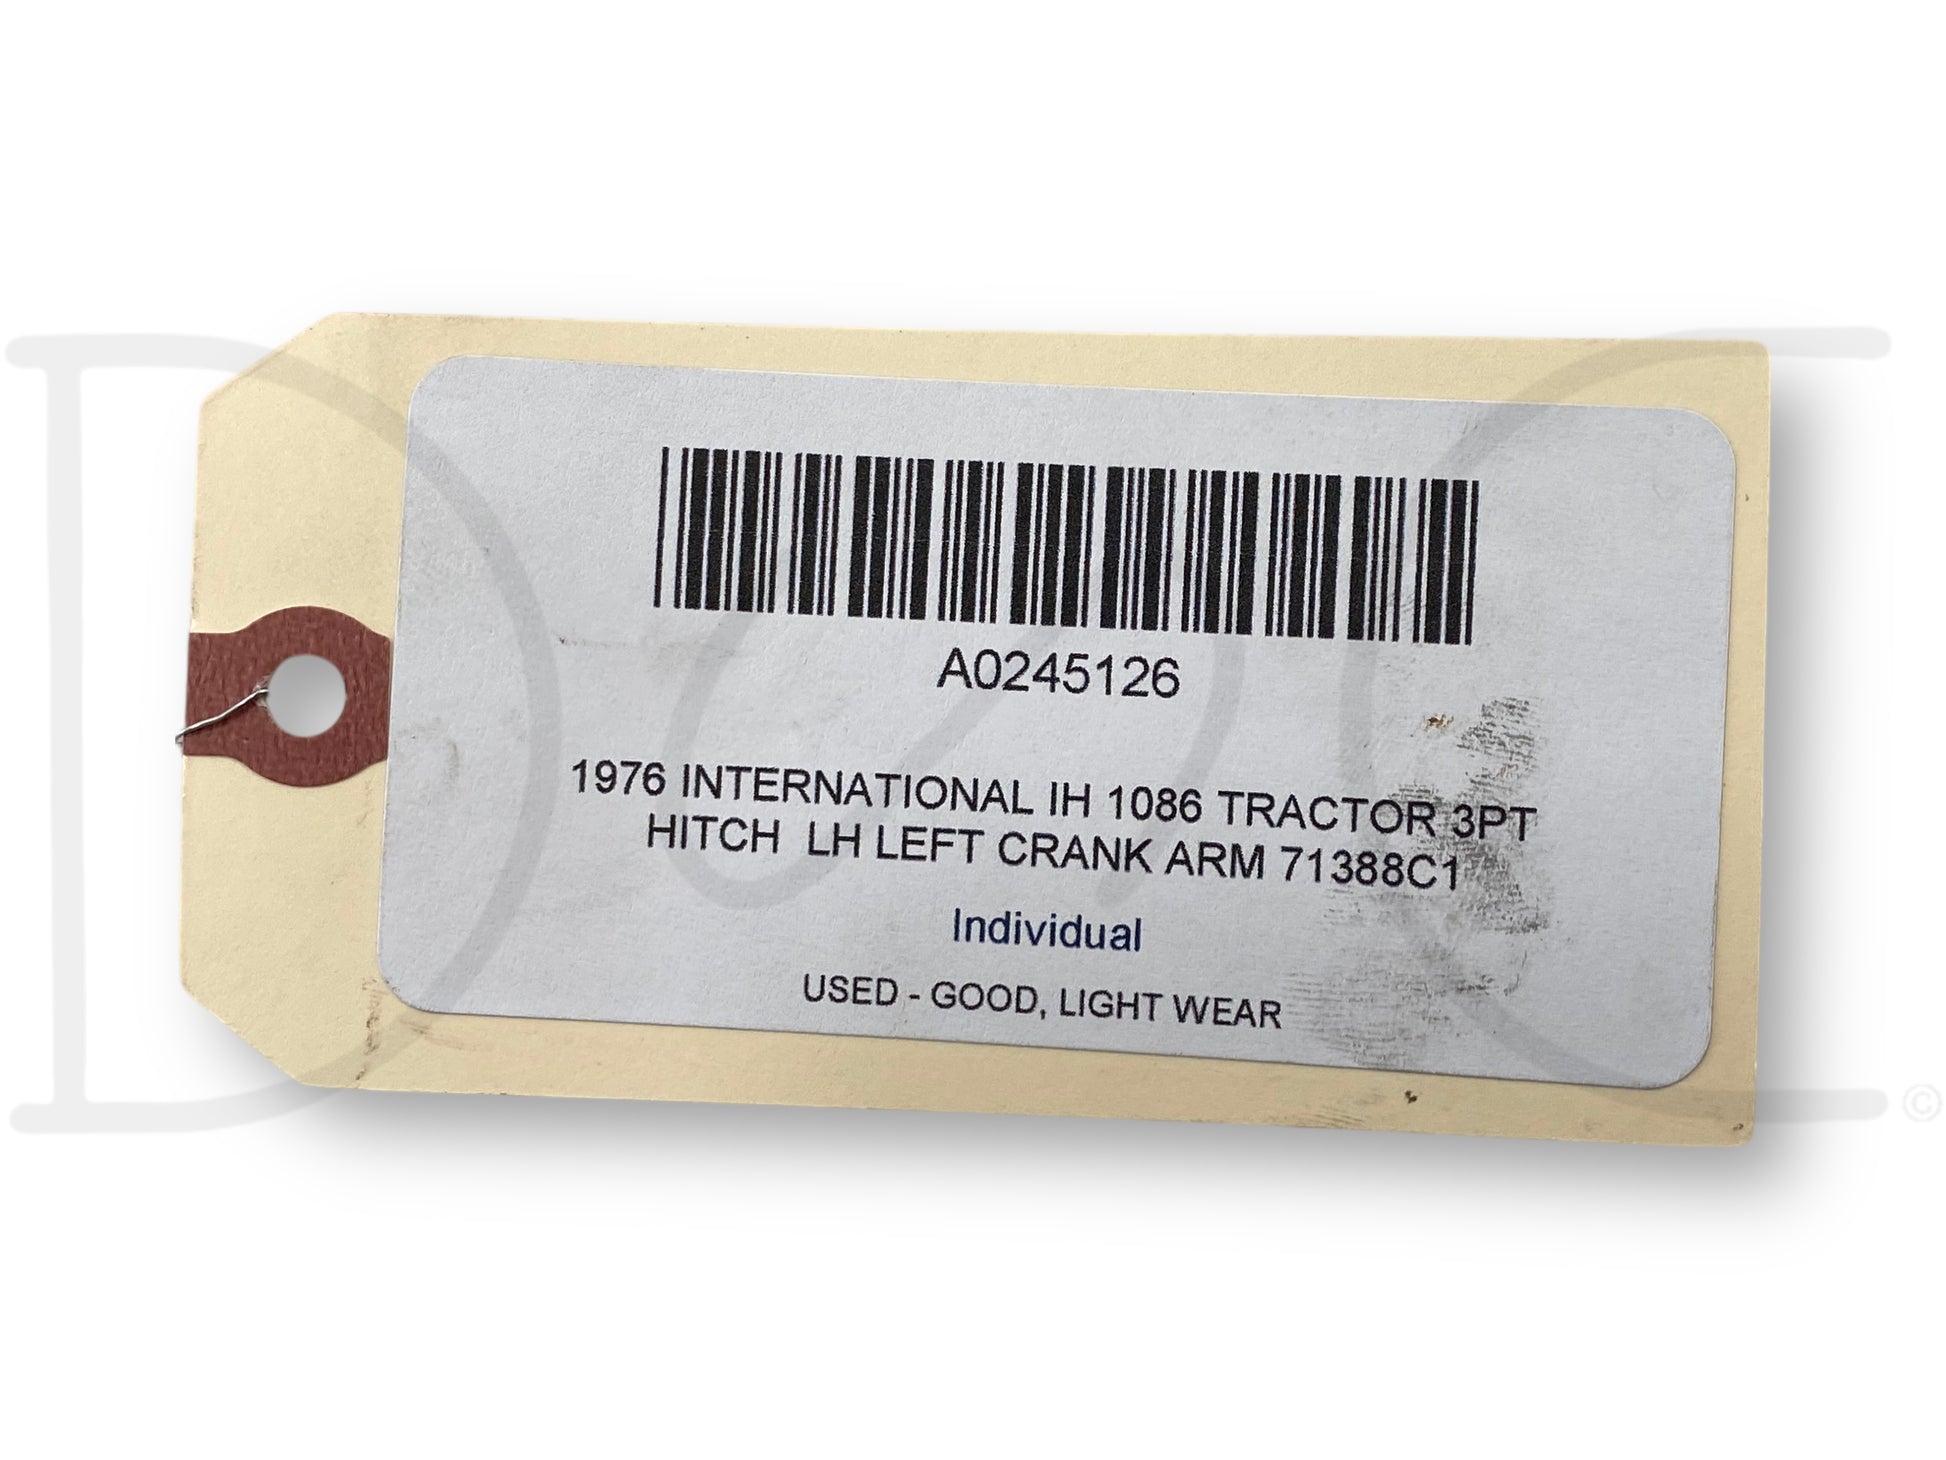 A0245126
1976 INTERNATIONAL IH 1086 TRACTOR 3PT
HITCH  LH LEFT CRANK ARM 71388C1
Individual
USED - GOOD, LIGHT WEAR
D & C ©